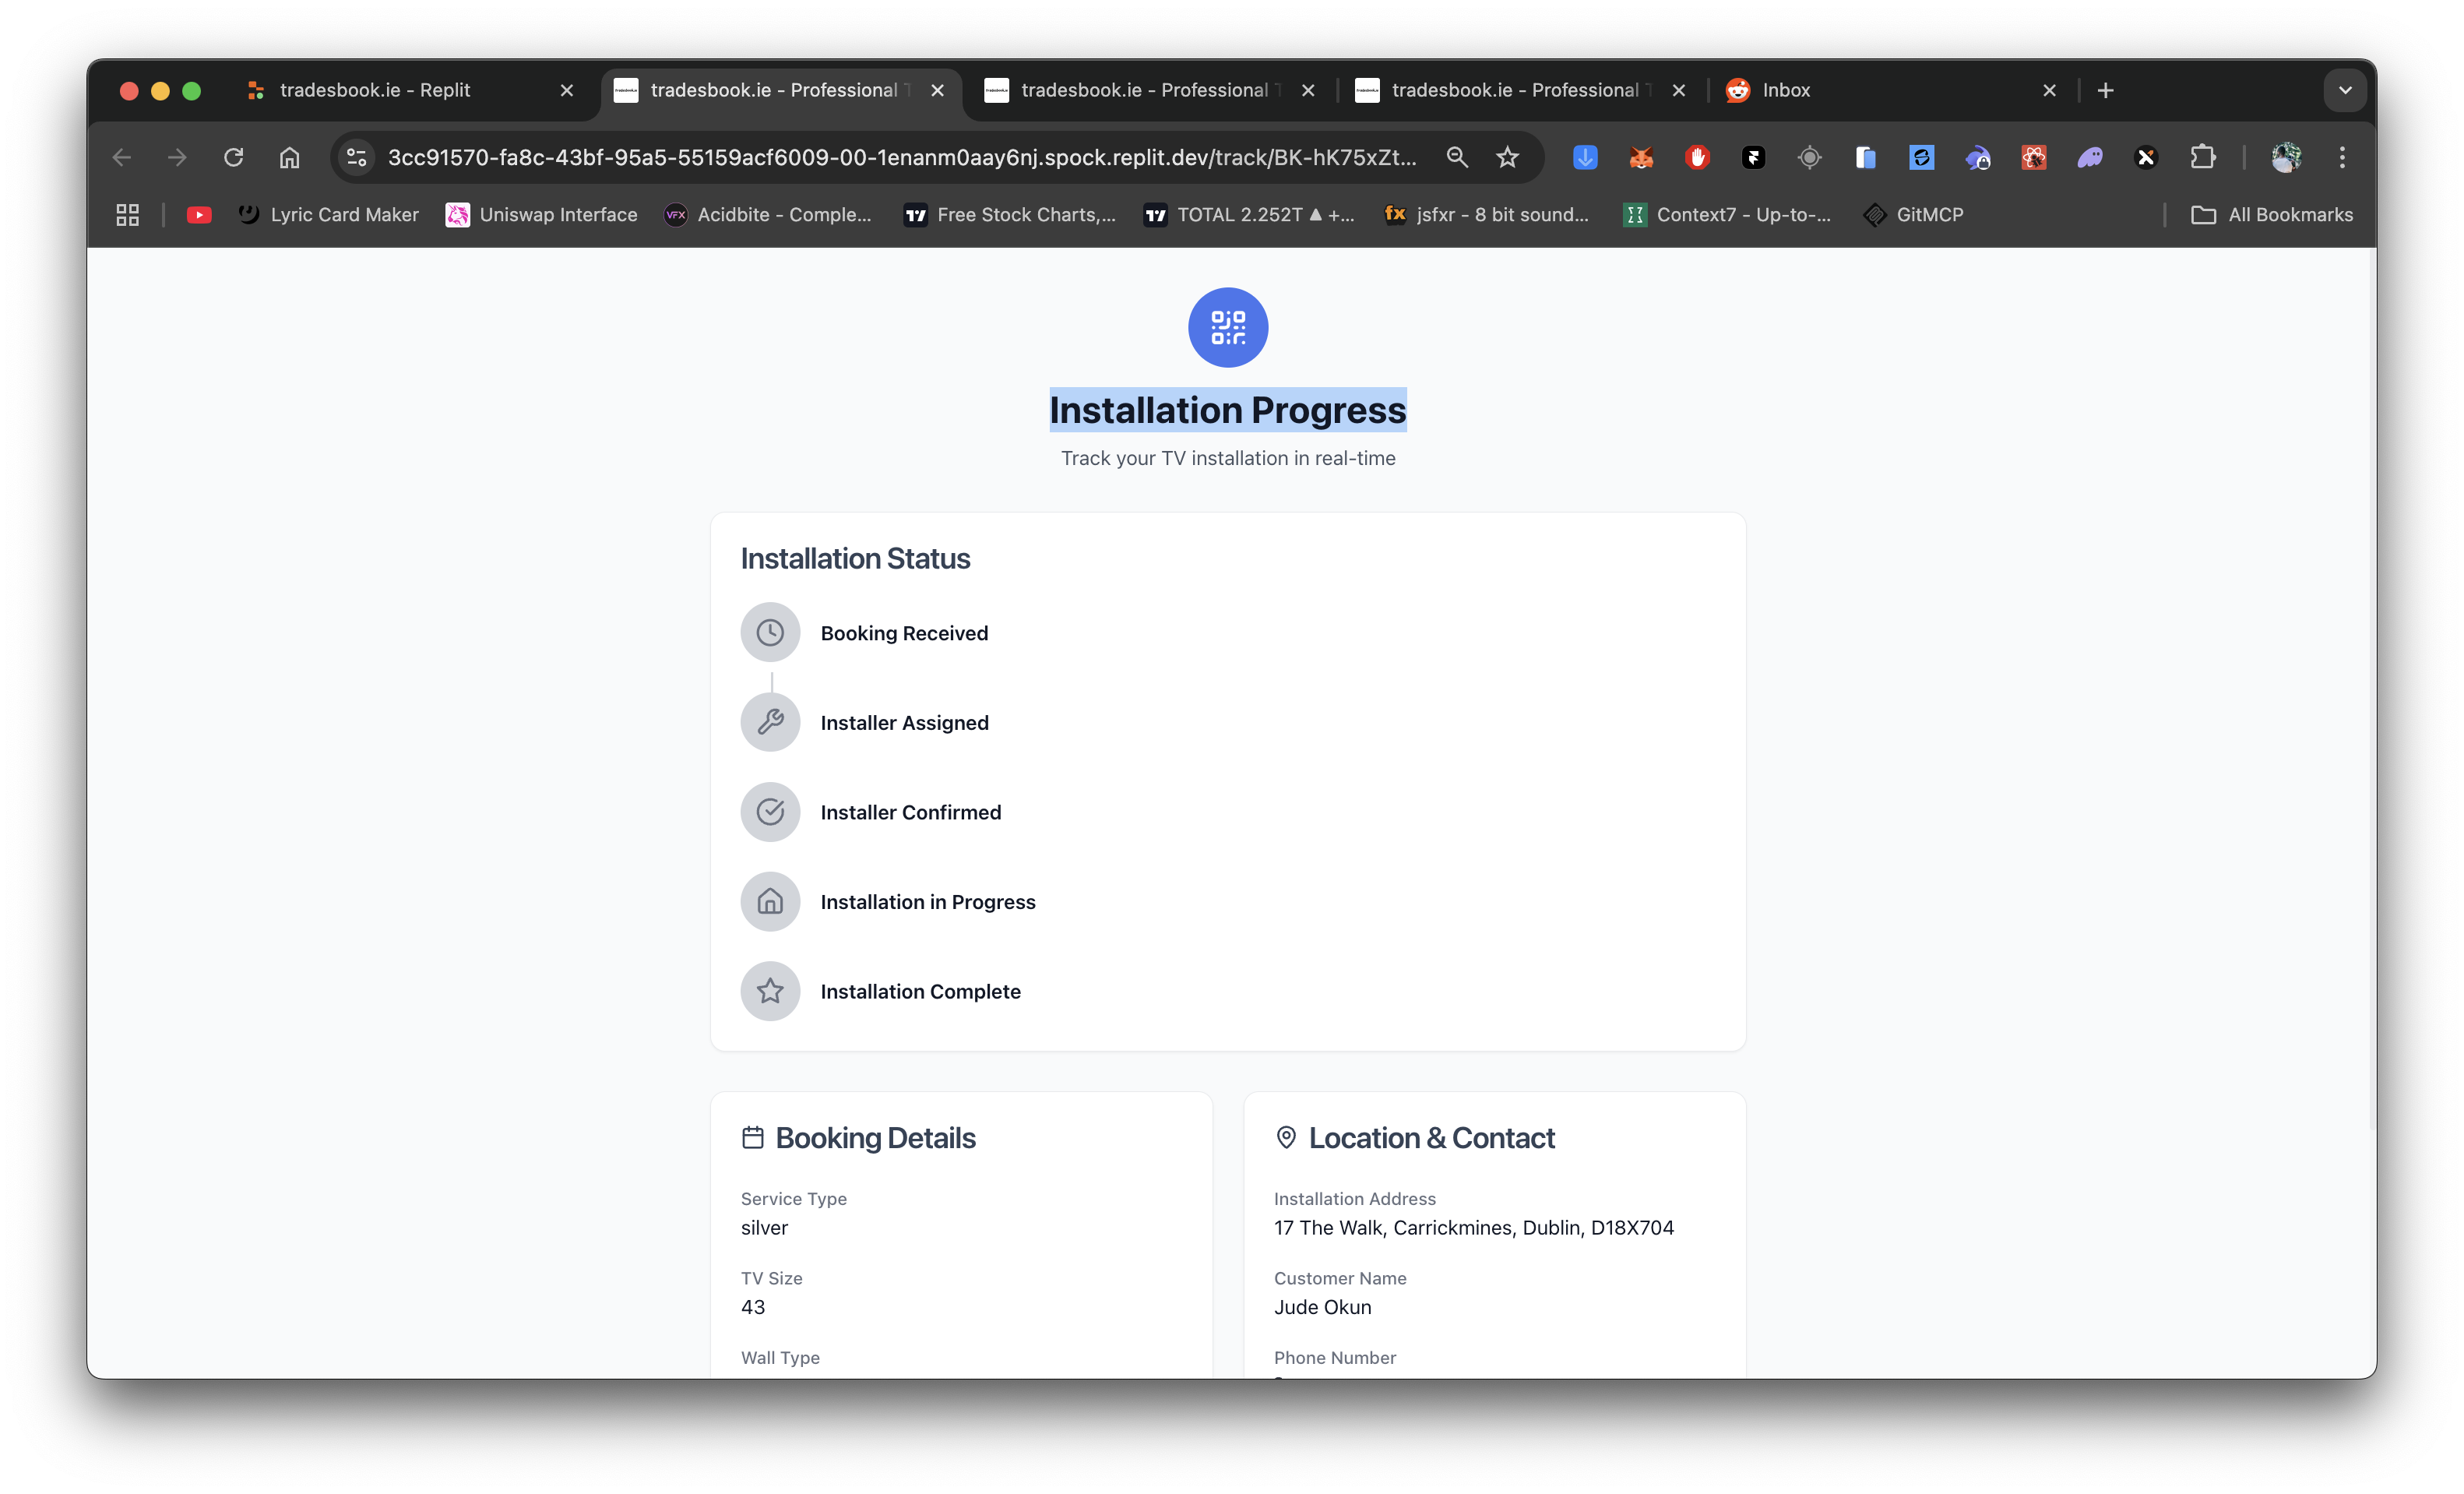 tradesbook.ie - Replit
tradesbook.ie - Professional
tradesbook.ie - Professional
tradesbook.ie - Professional
Inbox
3cc91570-fa8c-43bf-95a5-55159acf6009-00-1enanm0aay6nj.spock.replit.dev/track/BK-hK75xZt...
Lyric Card Maker
Uniswap Interface
VFX
Acidbite - Comple...
Free Stock Charts,...
TOTAL 2.252T ▲ +...
fx
jsfxr - 8 bit sound...
Context7 - Up-to-...
GitMCP
All Bookmarks
Installation Progress
Track your TV installation in real-time
Installation Status
Booking Received
Installer Assigned
Installer Confirmed
Installation in Progress
Installation Complete
Booking Details
Service Type
silver
TV Size
43
Wall Type
Location & Contact
Installation Address
17 The Walk, Carrickmines, Dublin, D18X704
Customer Name
Jude Okun
Phone Number